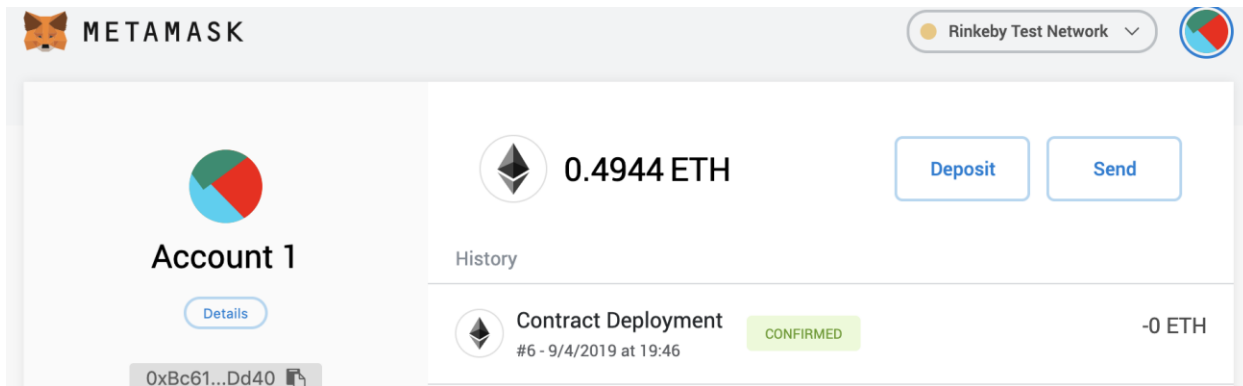 METAMASK
Rinkeby Test Network
Account 1
Details
0xBc61...Dd40
0.4944 ETH
Deposit
Send
History
Contract Deployment
#6 - 9/4/2019 at 19:46
CONFIRMED
-0 ETH